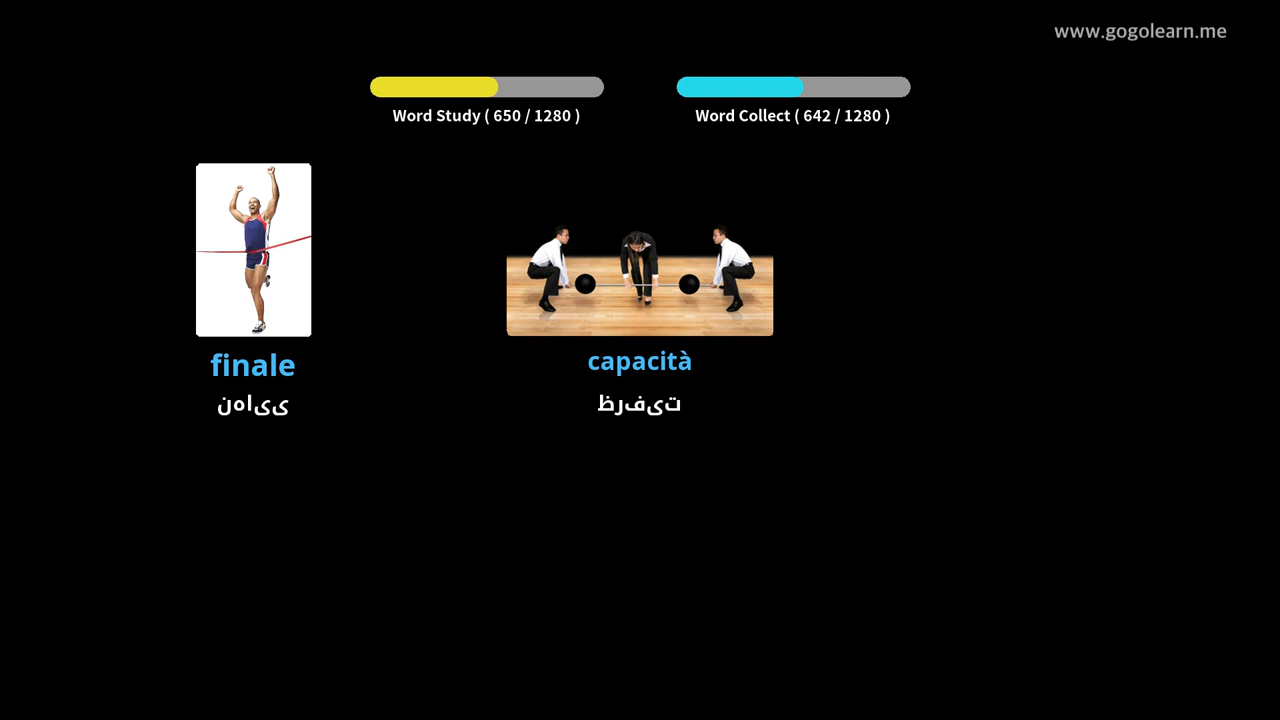 www.gogolearn.me
Word Study ( 650 / 1280 )
Word Collect ( 642 / 1280 )
finale
نهایی
capacità
ظرفیت